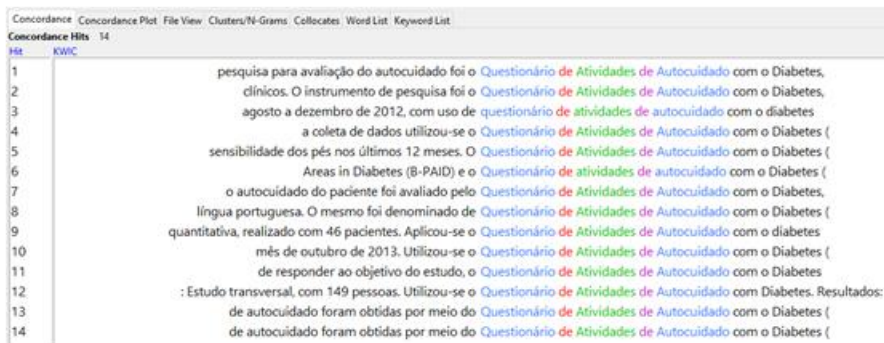 Concordance Concordance Plot File View Clusters/N-Grams Collocates Word List Keyword List
Concordance Hits 14
Hit KWIC
1 pesquisa para avaliação do autocuidado foi o Questionário de Atividades de Autocuidado com o Diabetes,
2 clínicos. O instrumento de pesquisa foi o Questionário de Atividades de Autocuidado com o Diabetes,
3 agosto a dezembro de 2012, com uso de questionário de atividades de autocuidado com o diabetes
4 a coleta de dados utilizou-se o Questionário de Atividades de Autocuidado com o Diabetes (
5 sensibilidade dos pés nos últimos 12 meses. O Questionário de Atividades de Autocuidado com o Diabetes (
6 Areas in Diabetes (B-PAID) e o Questionário de atividades de autocuidado com o Diabetes (
7 o autocuidado do paciente foi avaliado pelo Questionário de Atividades de Autocuidado com o Diabetes,
8 língua portuguesa. O mesmo foi denominado de Questionário de Atividades de Autocuidado com o Diabetes (
9 quantitativa, realizado com 46 pacientes. Aplicou-se o Questionário de Atividades de Autocuidado com o diabetes
10 mês de outubro de 2013. Utilizou-se o Questionário de Atividades de Autocuidado com o Diabetes (
11 de responder ao objetivo do estudo, o Questionário de Atividades de Autocuidado com o Diabetes
12 : Estudo transversal, com 149 pessoas. Utilizou-se o Questionário de Atividades de Autocuidado com Diabetes. Resultados:
13 de autocuidado foram obtidas por meio do Questionário de Atividades de Autocuidado com o Diabetes (
14 de autocuidado foram obtidas por meio do Questionário de Atividades de Autocuidado com o Diabetes (